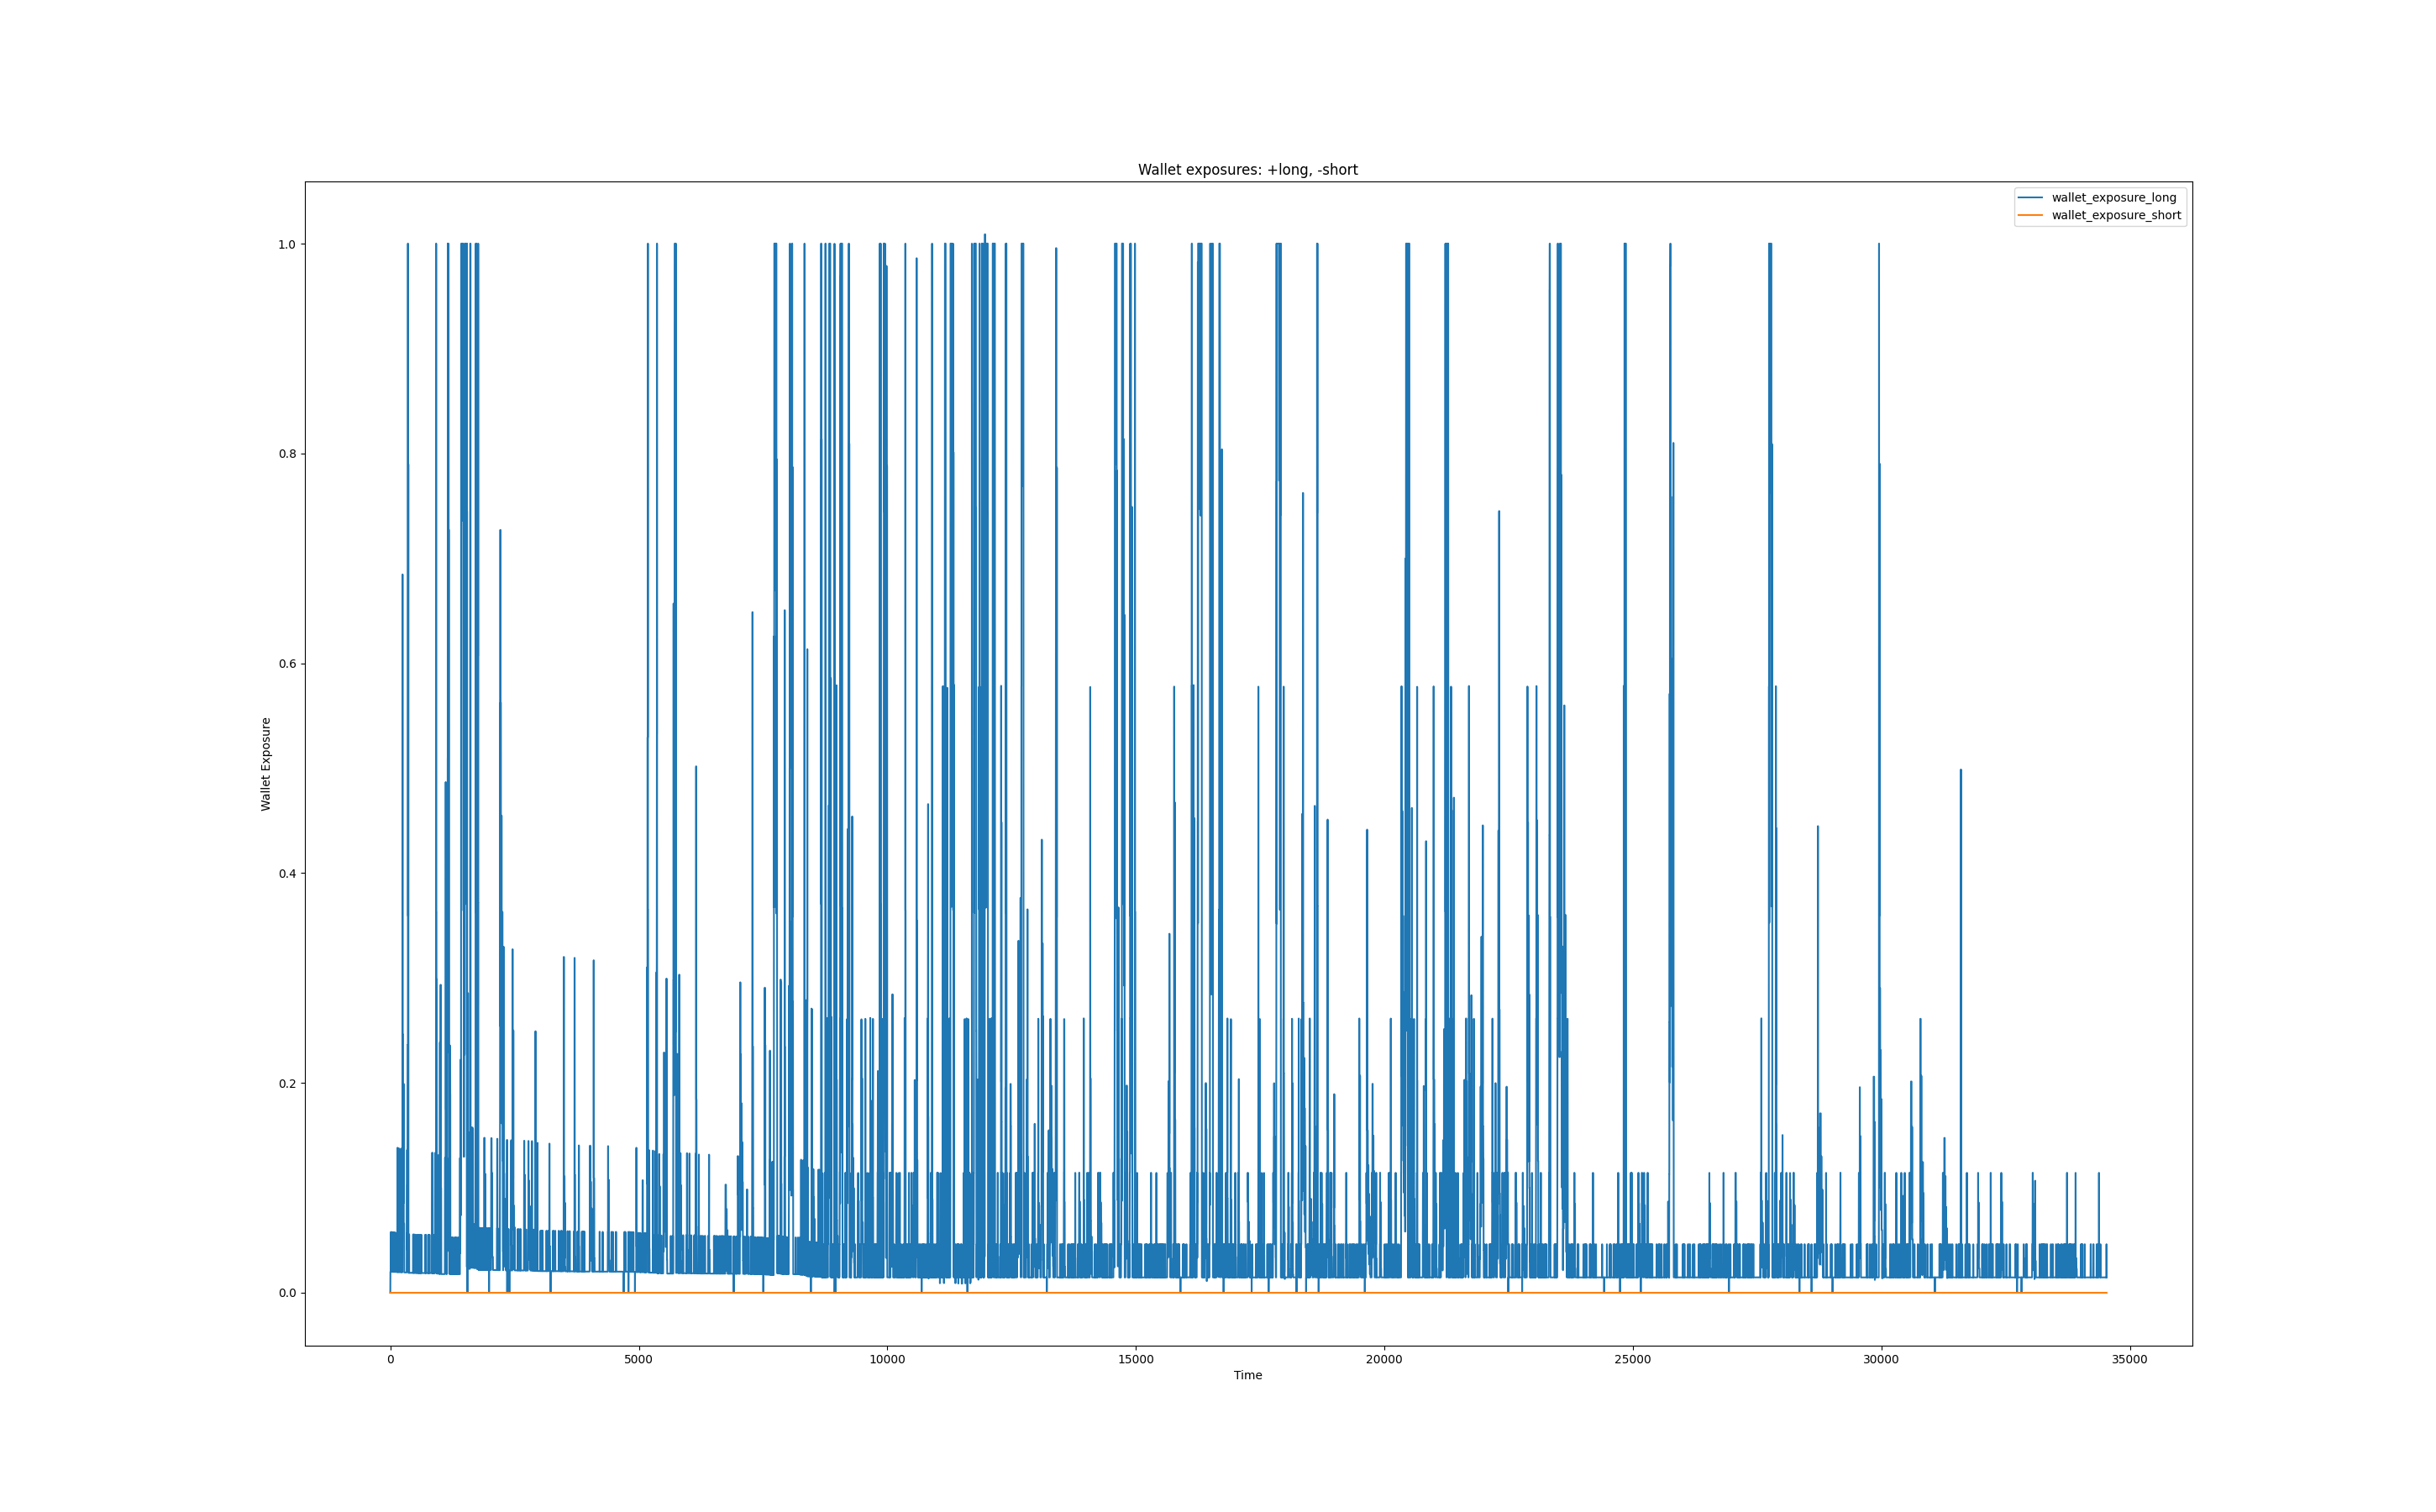 Wallet exposures: +long, -short
wallet_exposure_long
wallet_exposure_short
1.0
0.8
0.6
0.4
0.2
0.0
Wallet Exposure
0 5000 10000 15000 20000 25000 30000 35000
Time